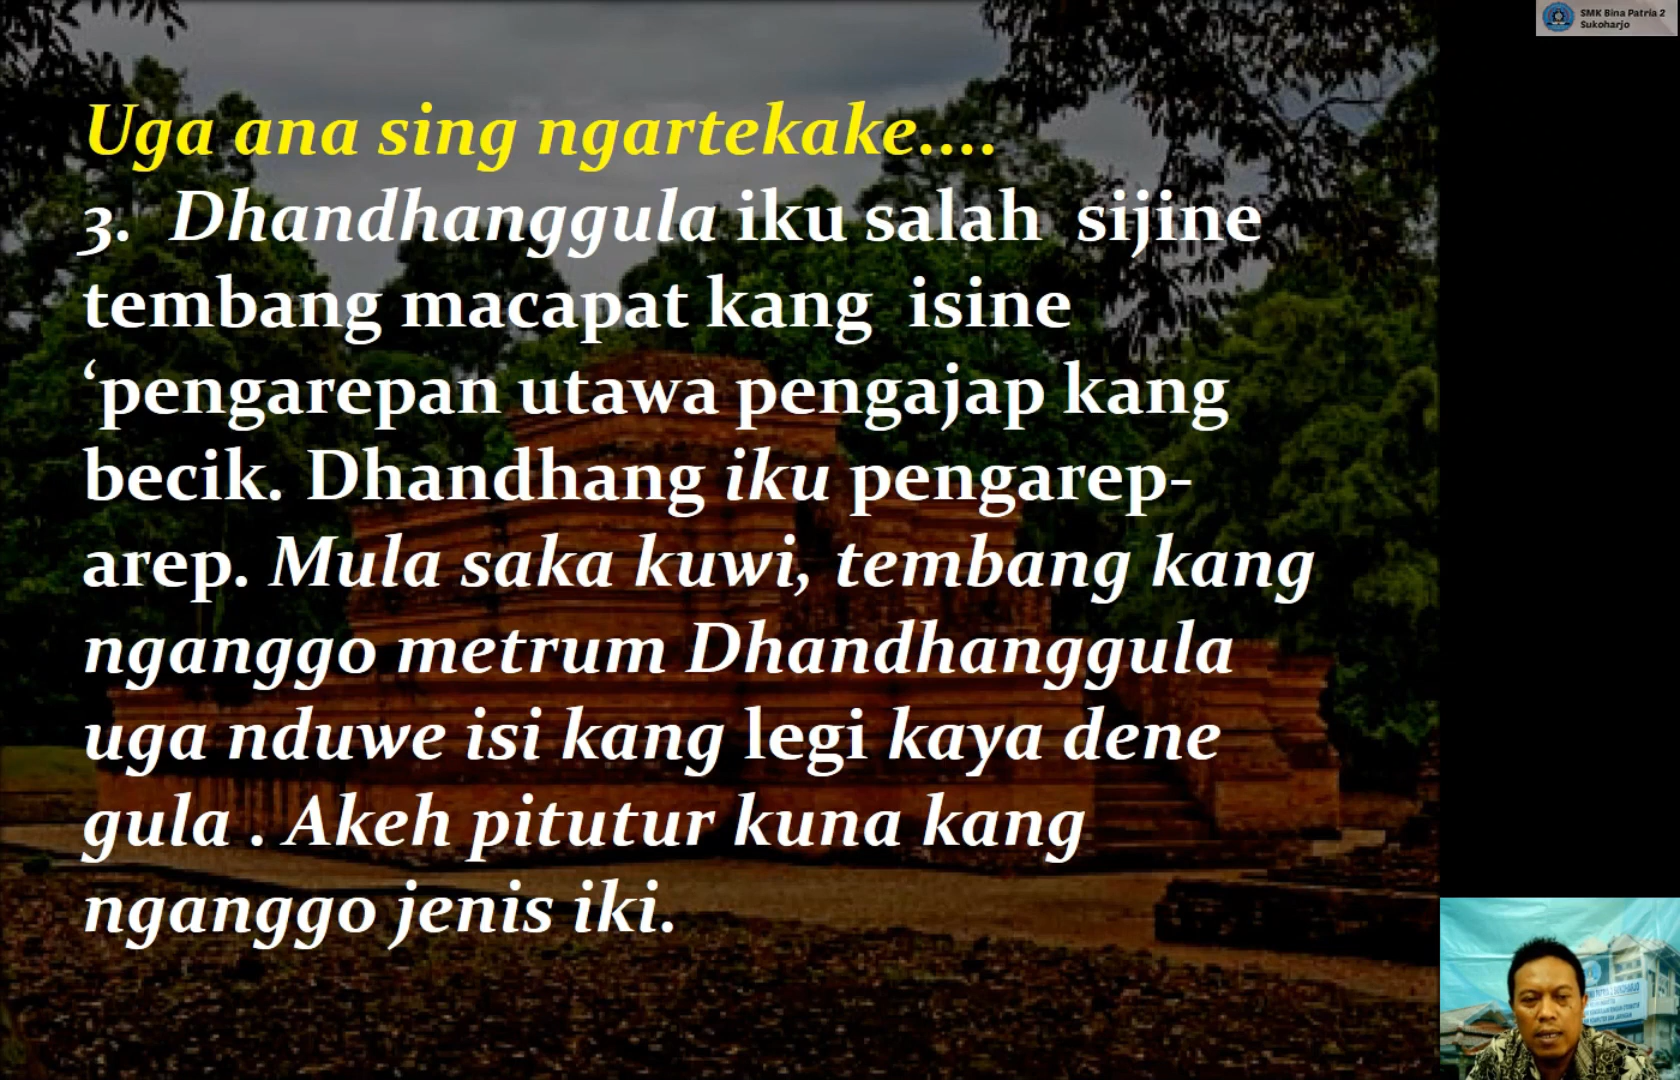 SMK Bina Patria 2
Sukoharjo
Uga ana sing ngartekake....
3. Dhandhanggula iku salah sijine
tembang macapat kang isine
‘pengarepan utawa pengajap kang
becik. Dhandhang iku pengarep-
arep. Mula saka kuwi, tembang kang
nganggo metrum Dhandhanggula
uga nduwe isi kang legi kaya dene
gula . Akeh pitutur kuna kang
nganggo jenis iki.